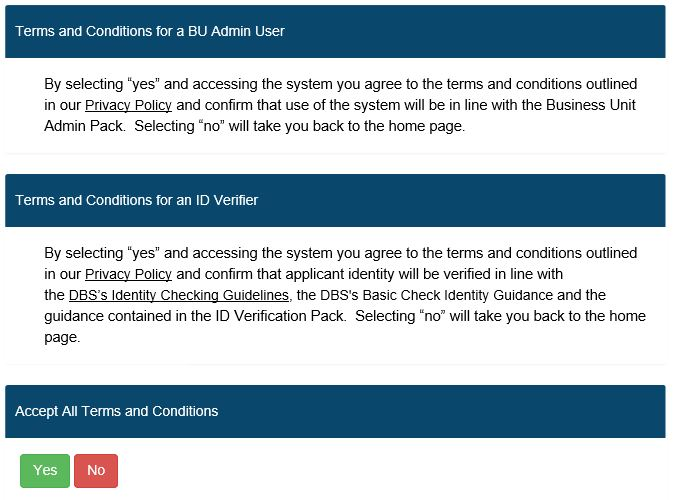 Terms and Conditions for a BU Admin User
By selecting “yes” and accessing the system you agree to the terms and conditions outlined
in our Privacy Policy and confirm that use of the system will be in line with the Business Unit
Admin Pack.  Selecting “no” will take you back to the home page.
Terms and Conditions for an ID Verifier
By selecting “yes” and accessing the system you agree to the terms and conditions outlined
in our Privacy Policy and confirm that applicant identity will be verified in line with
the DBS’s Identity Checking Guidelines, the DBS's Basic Check Identity Guidance and the
guidance contained in the ID Verification Pack.  Selecting “no” will take you back to the home
page.
Accept All Terms and Conditions
Yes No